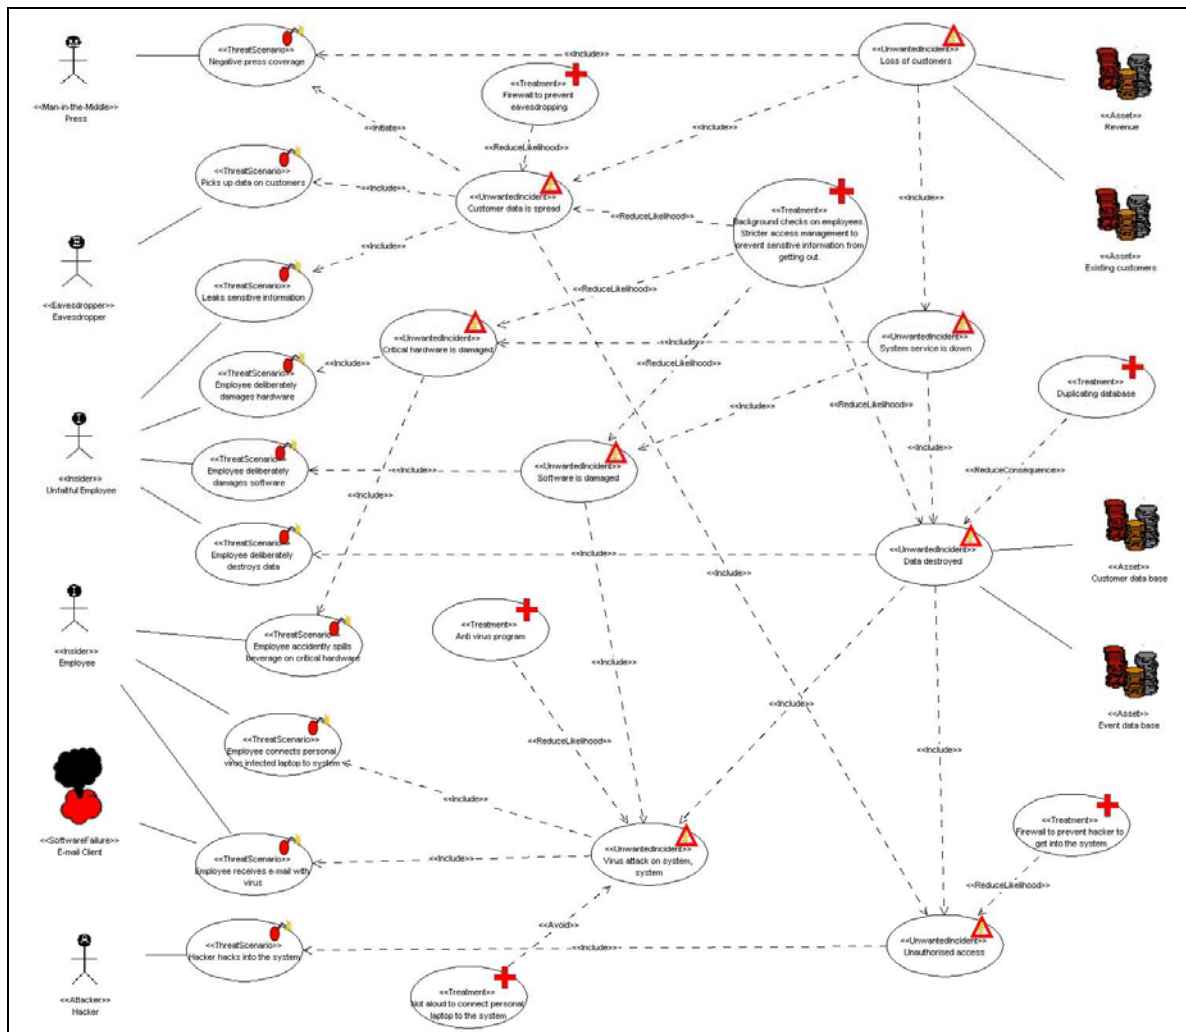 <<ThreatScenario>>
Negative press coverage
<<Include>>
<<UnwantedIncident>>
Loss of customers
<<Man-in-the-Middle>>
Press
<<Treatment>>
Firewall to prevent
eavesdropping
<<Asset>>
Revenue
<<Initiate>>
<<Include>>
<<ReduceLikelihood>>
<<ThreatScenario>>
Picks up data on customers
<<Include>>
<<UnwantedIncident>>
Customer data is spread
<<ReduceLikelihood>>
<<Treatment>>
Background checks on employees.
Stricter access management to
prevent sensitive information from
getting out.
<<Include>>
<<Include>>
<<Asset>>
Existing customers
<<Eavesdropper>>
Eavesdropper
<<ThreatScenario>>
Leaks sensitive information
<<ReduceLikelihood>>
<<UnwantedIncident>>
Critical hardware is damaged
<<Include>>
<<Include>>
<<UnwantedIncident>>
System service is down
<<ReduceLikelihood>>
<<ThreatScenario>>
Employee deliberately
damages hardware
<<Treatment>>
Duplicating database
<<Include>>
<<ReduceLikelihood>>
<<Insider>>
Unfaitful Employee
<<ThreatScenario>>
Employee deliberately
damages software
<<Include>>
<<Include>>
<<UnwantedIncident>>
Software is damaged
<<Include>>
<<ReduceConsequence>>
<<ThreatScenario>>
Employee deliberately
destroys data
<<Include>>
<<UnwantedIncident>>
Data destroyed
<<Asset>>
Customer data base
<<Include>>
<<Insider>>
Employee
<<ThreatScenario>>
Employee accidently spills
beverage on critical hardware
<<Treatment>>
Anti virus program
<<Include>>
<<Asset>>
Event data base
<<Include>>
<<ThreatScenario>>
Employee connects personal
virus infected laptop to system
<<ReduceLikelihood>>
<<Include>>
<<Include>>
<<SoftwareFailure>>
E-mail Client
<<ThreatScenario>>
Employee receives e-mail with
virus
<<Include>>
<<UnwantedIncident>>
Virus attack on system,
system
<<Treatment>>
Firewall to prevent hacker to
get into the system
<<ReduceLikelihood>>
<<Avoid>>
<<ThreatScenario>>
Hacker hacks into the system
<<Include>>
<<UnwantedIncident>>
Unauthorised access
<<Attacker>>
Hacker
<<Treatment>>
Not aloud to connect personal
laptop to the system